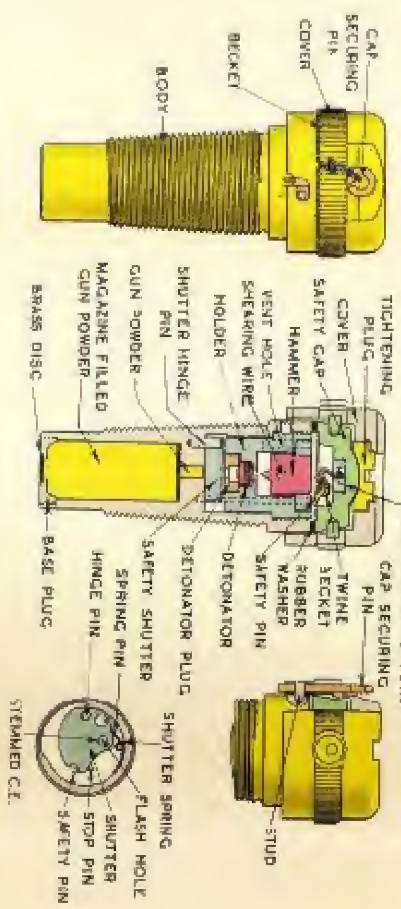 CAP
SECURING
PIN
COVER
BECKET
BODY
TIGHTENING
PLUG
COVER
SAFETY CAP
HAMMER
VENT HOLE
SHEARING WIRE
HOLDER
SHUTTER HINGE
PIN
GUN POWDER
MAGAZINE FILLED
GUN POWDER
BRASS DISC
CAP SECURING
PIN
TWINE
BECKET
RUBBER
WASHER
SAFETY PIN
DETONATOR
DETONATOR PLUG
SAFETY SHUTTER
BASE PLUG
STUD
SHUTTER SPRING
FLASH HOLE
SPRING PIN
HINGE PIN
SHUTTER
STOP PIN
SAFETY PIN
STEMMED C.E.